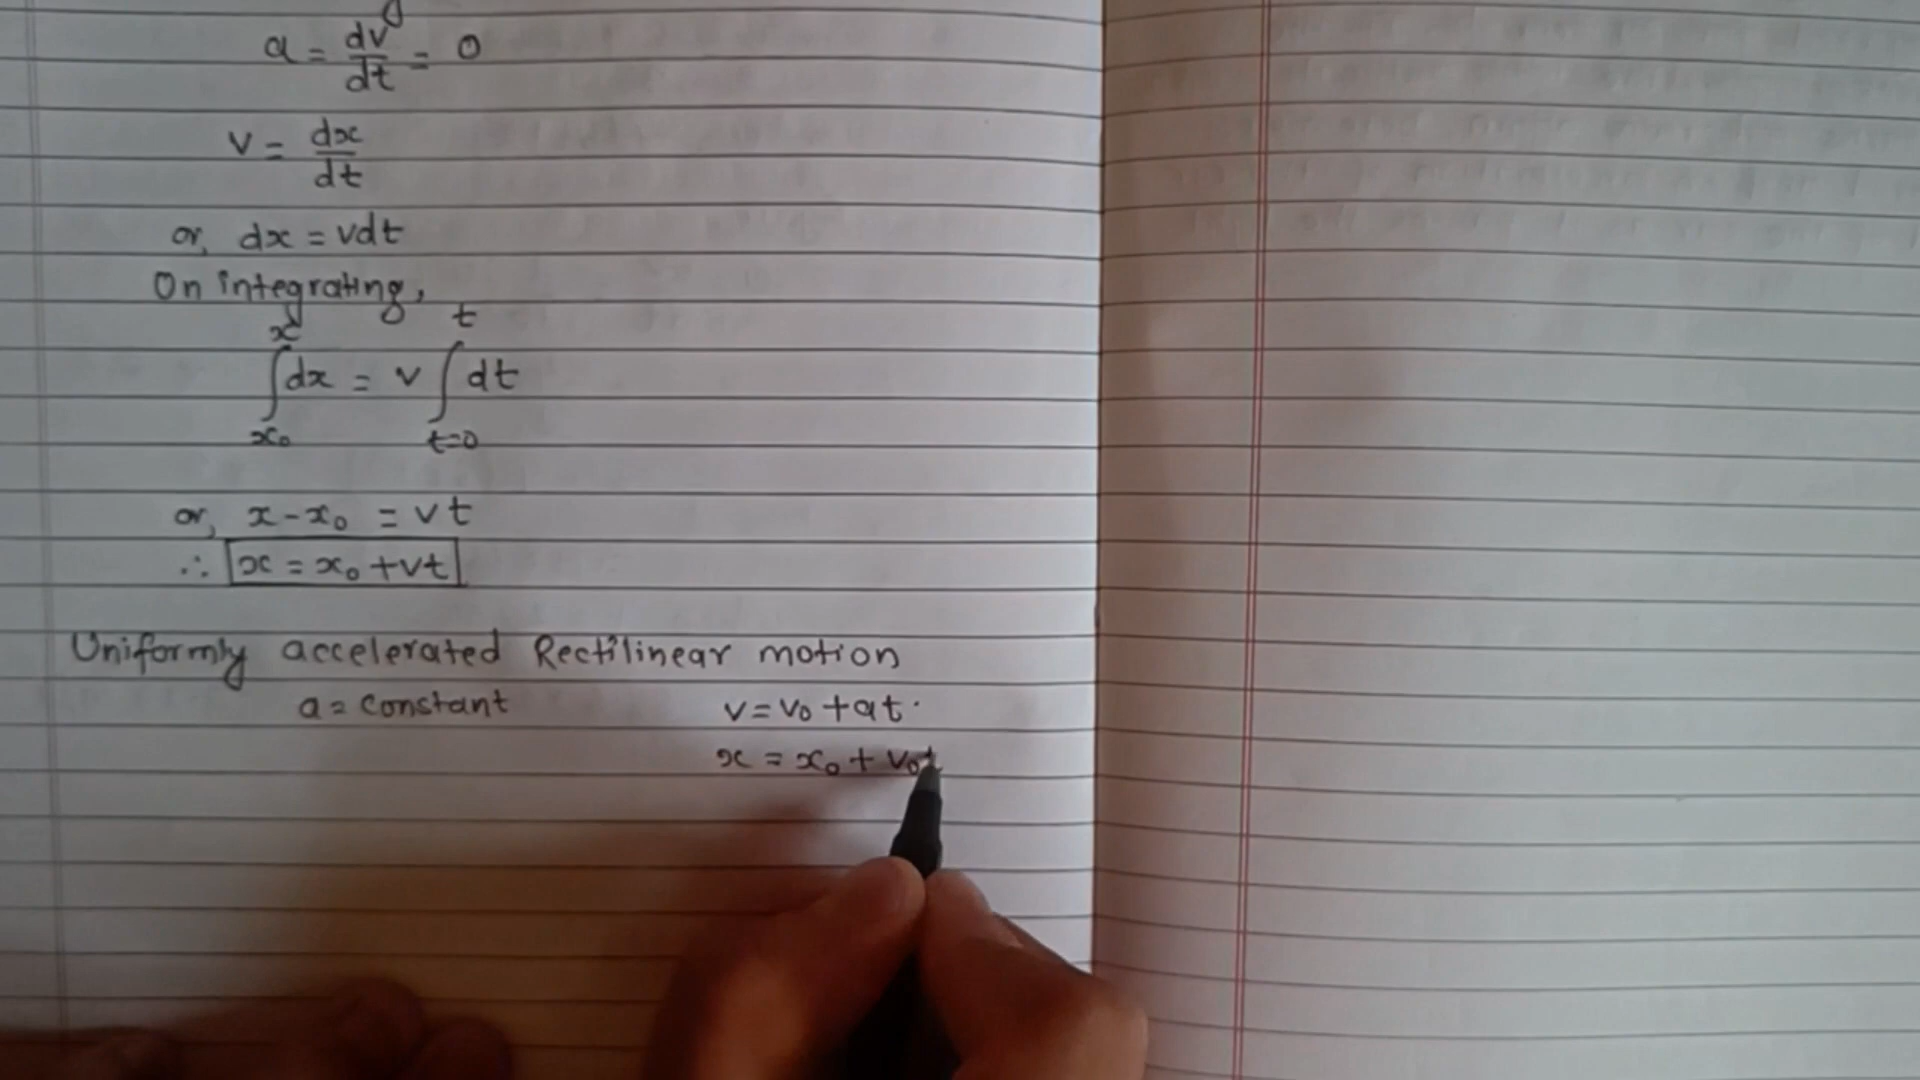 a = dv/dt = 0
v = dx/dt
or, dx = vdt
On integrating,
∫_{x₀}^{x} dx = v ∫_{t=0}^{t} dt
or, x - x₀ = vt
∴ x = x₀ + vt
Uniformly accelerated Rectilinear motion
a = constant v = v₀ + at.
x = x₀ + v₀t